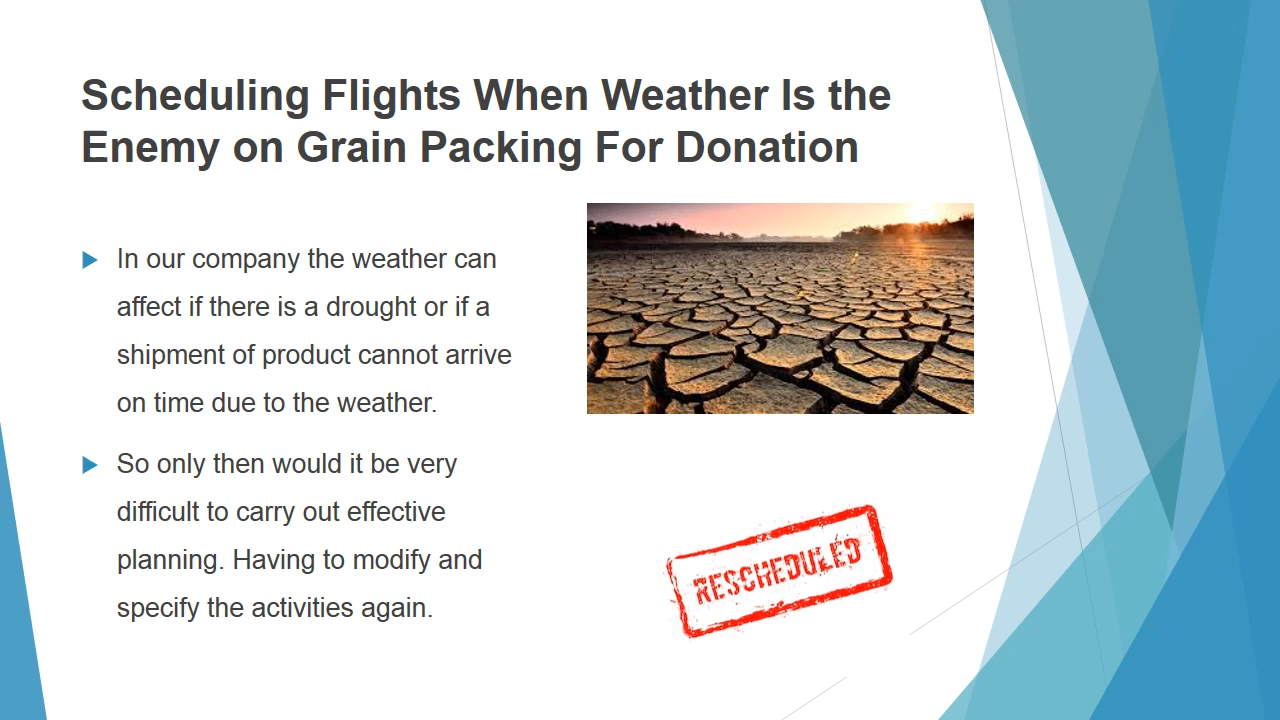 Scheduling Flights When Weather Is the
Enemy on Grain Packing For Donation
In our company the weather can
affect if there is a drought or if a
shipment of product cannot arrive
on time due to the weather.
So only then would it be very
difficult to carry out effective
planning. Having to modify and
specify the activities again.
RESCHEDULED